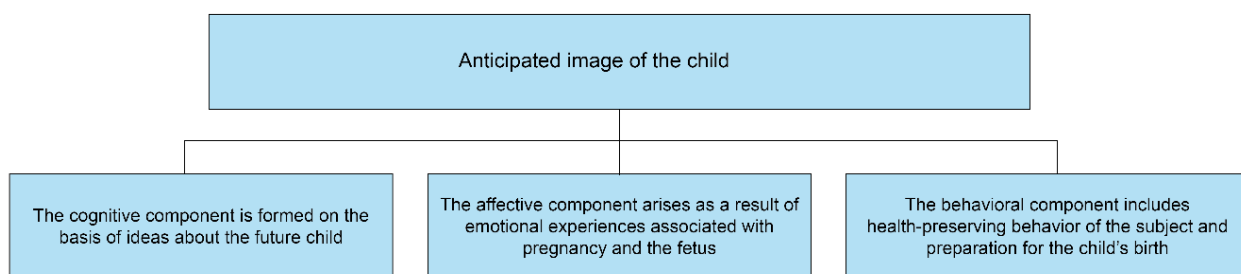 Anticipated image of the child
The cognitive component is formed on the
basis of ideas about the future child
The affective component arises as a result of
emotional experiences associated with
pregnancy and the fetus
The behavioral component includes
health-preserving behavior of the subject and
preparation for the child’s birth